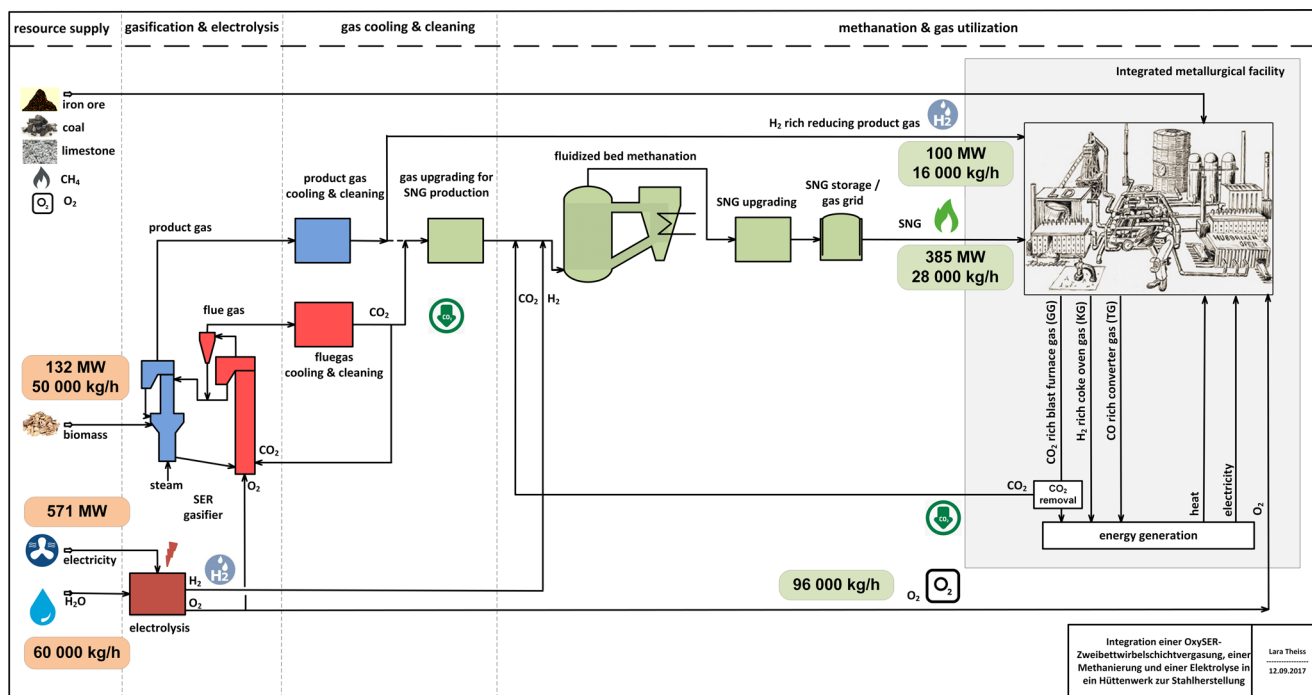 resource supply
gasification & electrolysis
gas cooling & cleaning
methanation & gas utilization
Integrated metallurgical facility
iron ore
coal
limestone
CH₄
O₂
O₂
H₂ rich reducing product gas
H₂
100 MW
16 000 kg/h
product gas
cooling & cleaning
gas upgrading for
SNG production
fluidized bed methanation
SNG upgrading
SNG storage /
gas grid
SNG
385 MW
28 000 kg/h
product gas
flue gas
CO₂
fluegas
cooling & cleaning
CO₂
CO₂
H₂
132 MW
50 000 kg/h
biomass
steam
SER
gasifier
CO₂
O₂
CO₂ rich blast furnace gas (GG)
H₂ rich coke oven gas (KG)
CO rich converter gas (TG)
heat
electricity
O₂
CO₂
CO₂
removal
CO₂
energy generation
571 MW
electricity
H₂O
60 000 kg/h
electrolysis
H₂
H₂
O₂
96 000 kg/h
O₂
O₂
Integration einer OxySER-
Zweibettwirbelschichtvergasung, einer
Methanierung und einer Elektrolyse in
ein Hüttenwerk zur Stahlherstellung
Lara Theiss
------------
12.09.2017